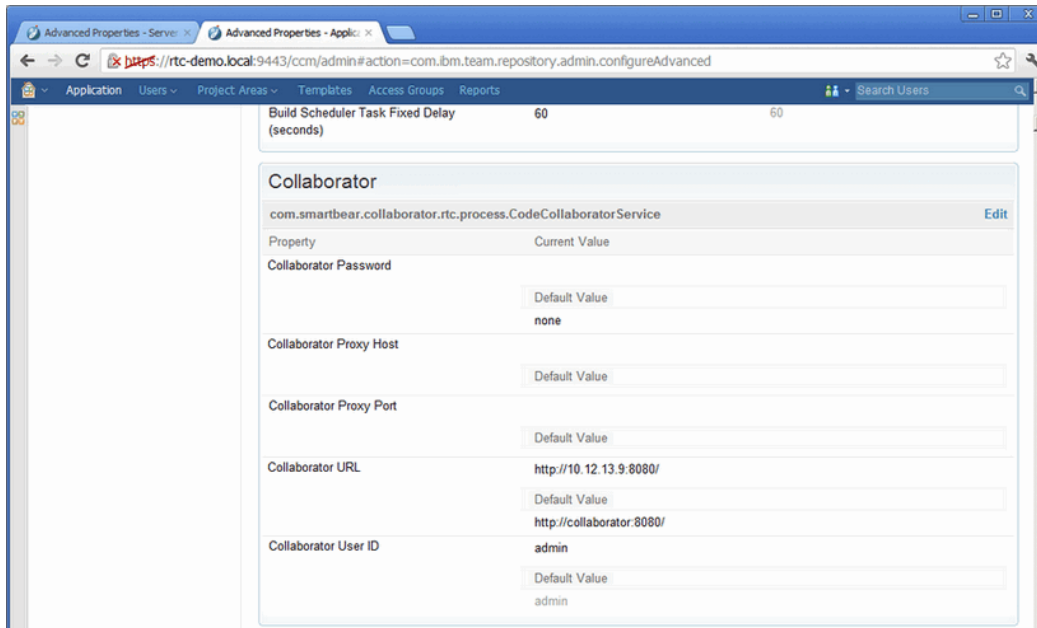 Advanced Properties - Server
Advanced Properties - Applica
https://rtc-demo.local:9443/ccm/admin#action=com.ibm.team.repository.admin.configureAdvanced
Application Users Project Areas Templates Access Groups Reports Search Users
Build Scheduler Task Fixed Delay 60 60
(seconds)
Collaborator
com.smartbear.collaborator.rtc.process.CodeCollaboratorService Edit
Property Current Value
Collaborator Password
Default Value
none
Collaborator Proxy Host
Default Value
Collaborator Proxy Port
Default Value
Collaborator URL http://10.12.13.9:8080/
Default Value
http://collaborator:8080/
Collaborator User ID admin
Default Value
admin